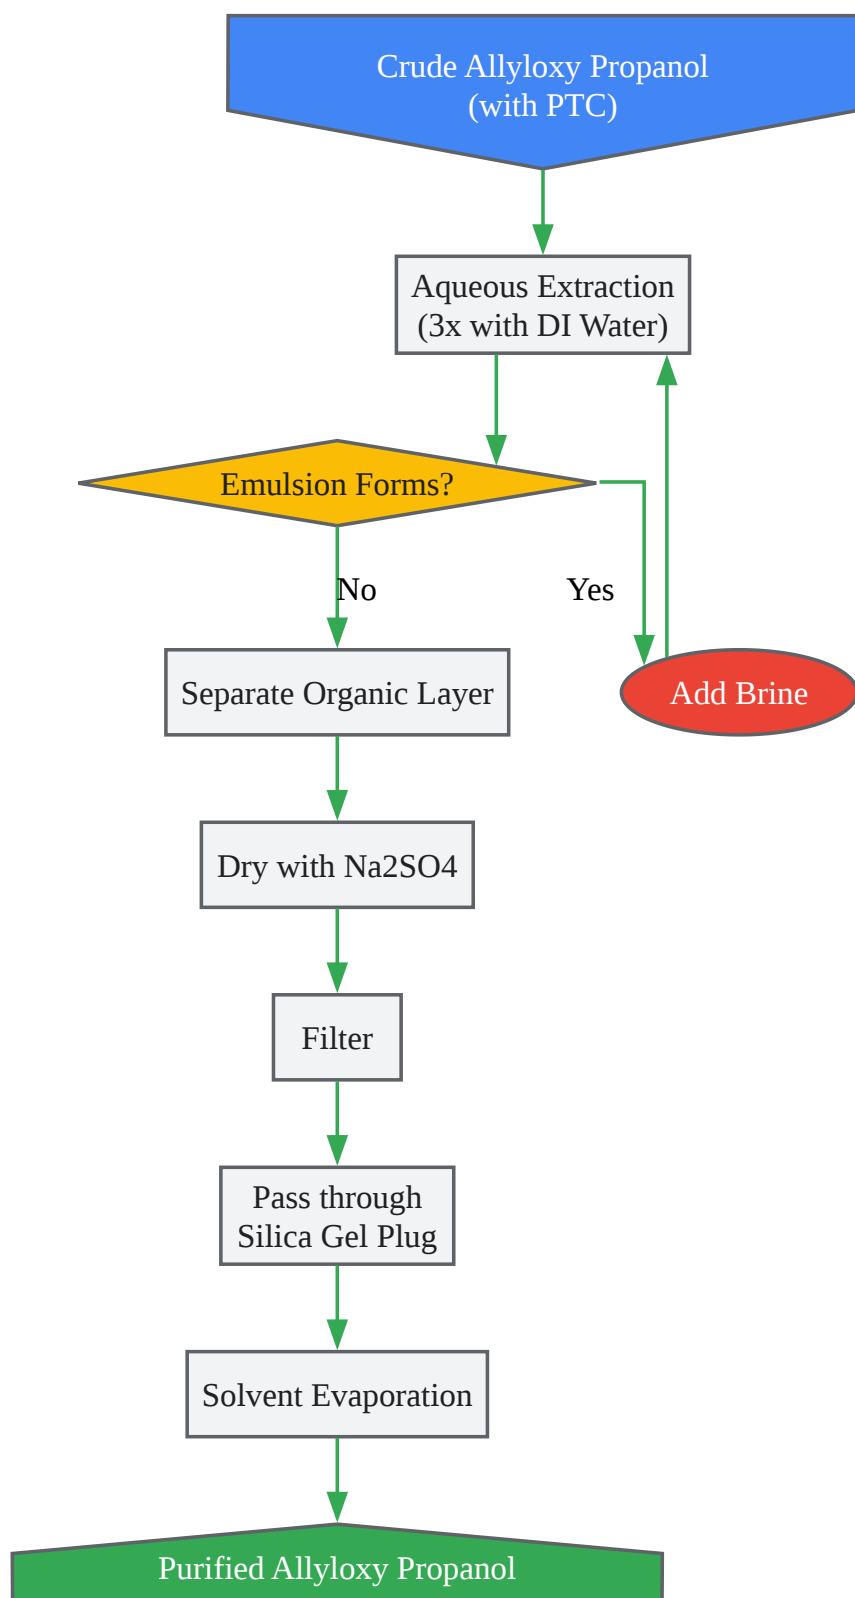 Crude Allyloxy Propanol
(with PTC)
Aqueous Extraction
(3x with DI Water)
Emulsion Forms?
No
Yes
Separate Organic Layer
Add Brine
Dry with Na2SO4
Filter
Pass through
Silica Gel Plug
Solvent Evaporation
Purified Allyloxy Propanol